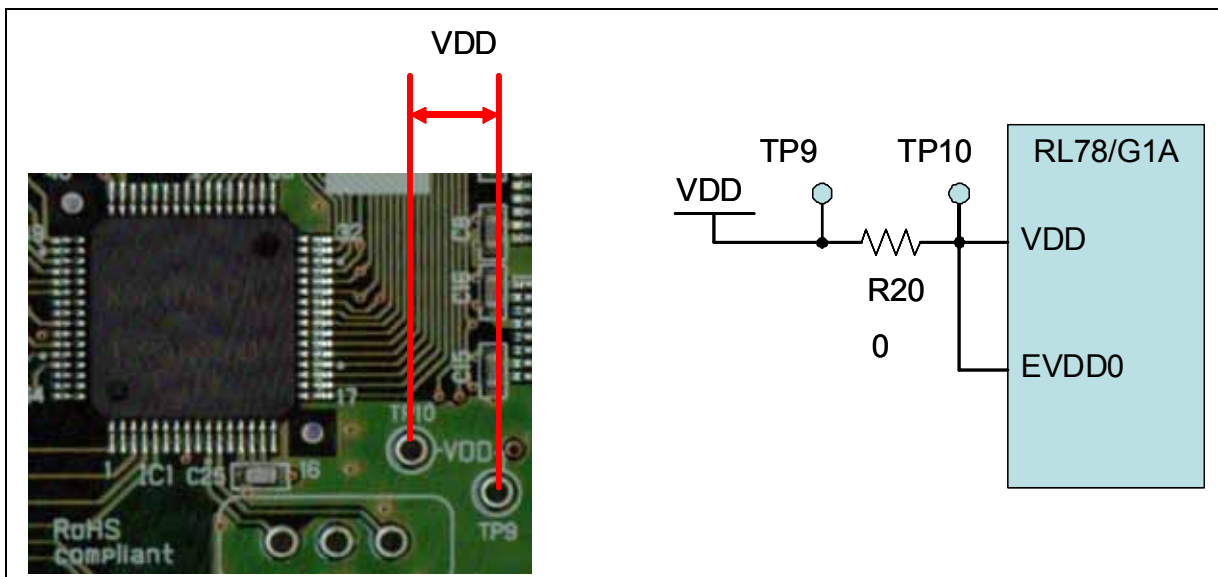 VDD
TP9
TP10
RL78/G1A
VDD
VDD
R20
0
EVDD0
32
C15
17
TP10
VDD
1
IC1
C25
16
TP9
RoHS
compliant